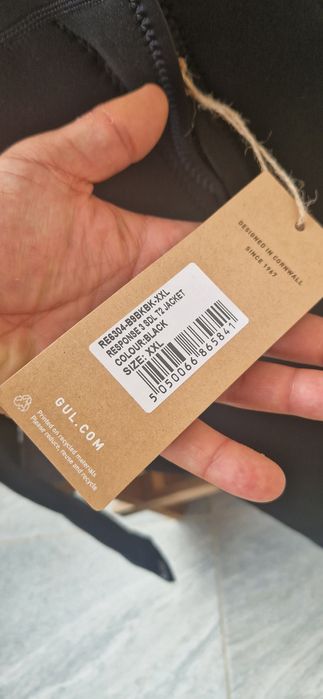 DESIGNED IN CORNWALL
SINCE 1967
RE6304-B9BKBK-XXL
RESPONSE 3 SDL T2 JACKET
COLOUR:BLACK
SIZE: XXL
5 050066 865841
GUL.COM
Printed on recycled materials
Please reduce, reuse and recycle